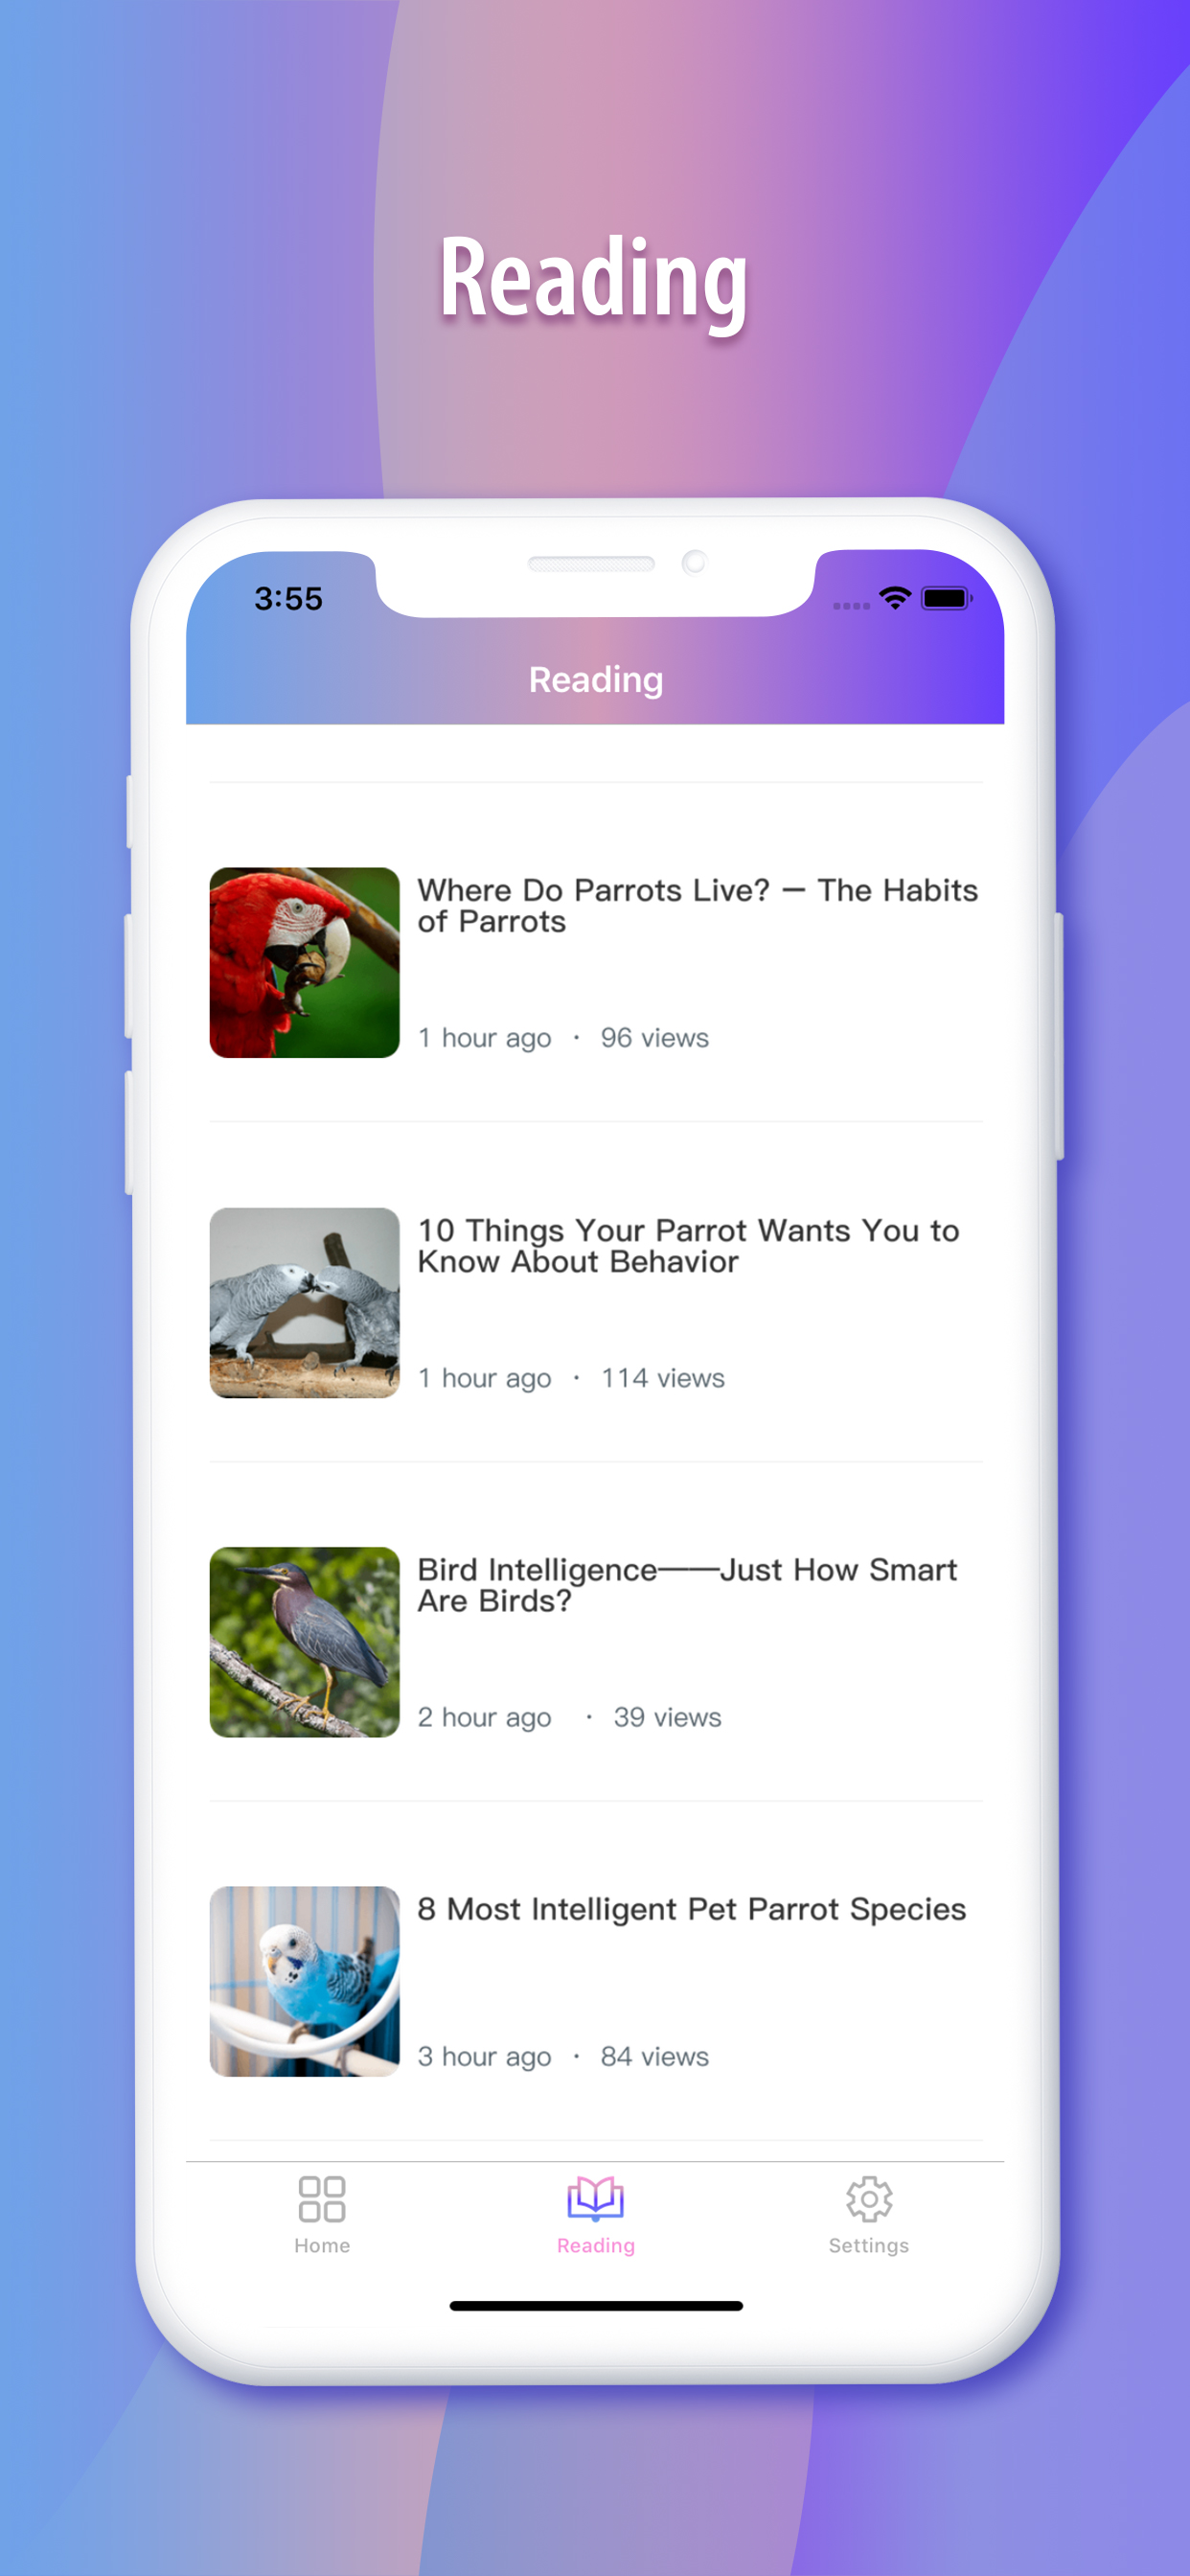 Reading
3:55
Reading
Where Do Parrots Live? — The Habits
of Parrots
1 hour ago · 96 views
10 Things Your Parrot Wants You to
Know About Behavior
1 hour ago · 114 views
Bird Intelligence——Just How Smart
Are Birds?
2 hour ago · 39 views
8 Most Intelligent Pet Parrot Species
3 hour ago · 84 views
Home
Reading
Settings